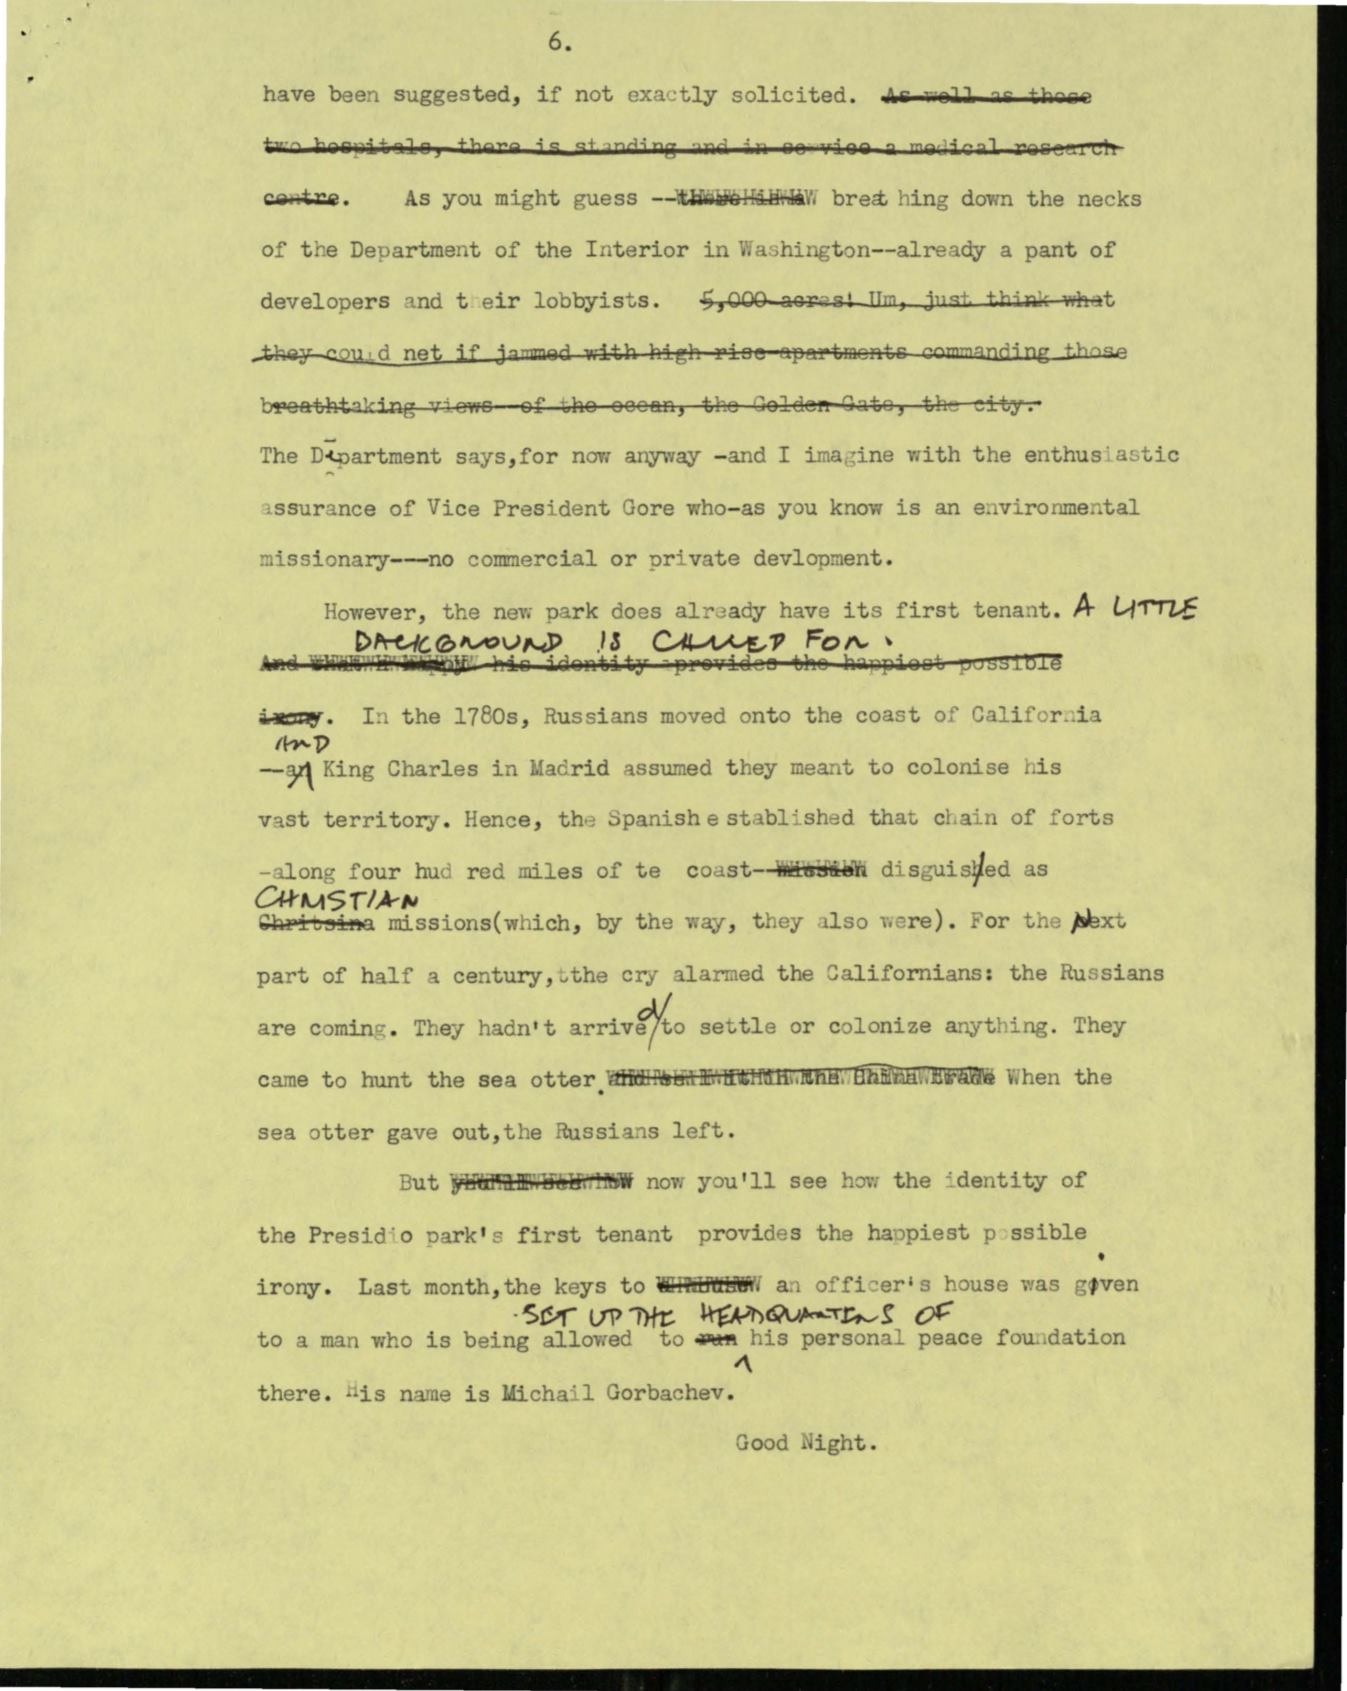 6.
have been suggested, if not exactly solicited. As well as those
two hospitals, there is standing and in se vice a medical research
centre. As you might guess -- breat hing down the necks
of the Department of the Interior in Washington--already a pant of
developers and t eir lobbyists. 5,000 acres! Um, just think what
they could net if jammed with high rise apartments commanding those
breathtaking views--of the ocean, the Golden Gate, the city.
The Department says,for now anyway -and I imagine with the enthusiastic
assurance of Vice President Gore who-as you know is an environmental
missionary---no commercial or private devlopment.
However, the new park does already have its first tenant. A LITTLE
BACKGROUND IS CALLED FOR.
And his identity provides the happiest possible
irony. In the 1780s, Russians moved onto the coast of California
AND
-- King Charles in Madrid assumed they meant to colonise his
vast territory. Hence, the Spanish e stablished that chain of forts
-along four hud red miles of te coast-- disguised as
CHRISTIAN
Chritsina missions(which, by the way, they also were). For the Next
part of half a century,tthe cry alarmed the Californians: the Russians
are coming. They hadn't arrived to settle or colonize anything. They
came to hunt the sea otter. When the
sea otter gave out,the Russians left.
But now you'll see how the identity of
the Presidio park's first tenant provides the happiest possible
irony. Last month,the keys to an officer's house was given
SET UP THE HEADQUARTERS OF
to a man who is being allowed to run his personal peace foundation
there. His name is Michail Gorbachev.
Good Night.